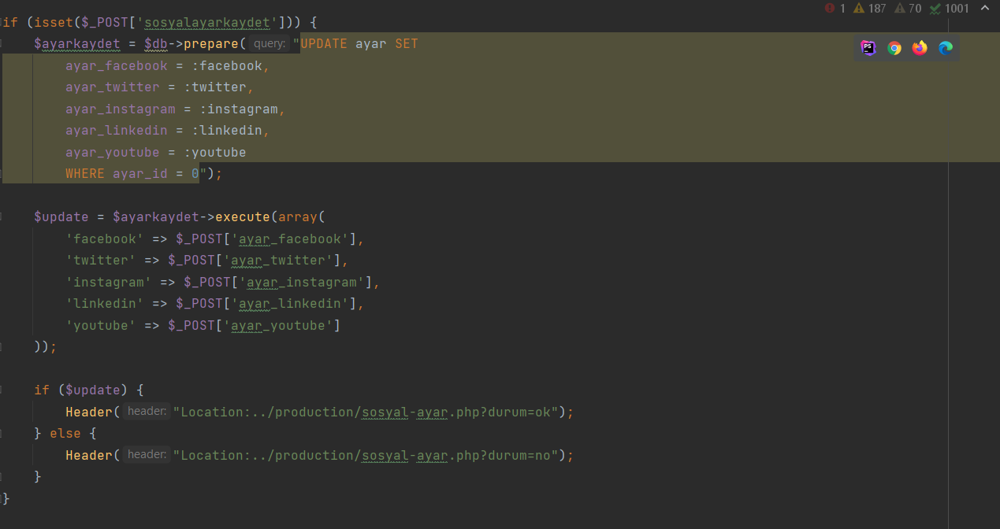 1 187 70 1001
if (isset($_POST['sosyalayarkaydet'])) {
    $ayarkaydet = $db->prepare( query: "UPDATE ayar SET
        ayar_facebook = :facebook,
        ayar_twitter = :twitter,
        ayar_instagram = :instagram,
        ayar_linkedin = :linkedin,
        ayar_youtube = :youtube
        WHERE ayar_id = 0");

    $update = $ayarkaydet->execute(array(
        'facebook' => $_POST['ayar_facebook'],
        'twitter' => $_POST['ayar_twitter'],
        'instagram' => $_POST['ayar_instagram'],
        'linkedin' => $_POST['ayar_linkedin'],
        'youtube' => $_POST['ayar_youtube']
    ));

    if ($update) {
        Header( header: "Location:../production/sosyal-ayar.php?durum=ok");
    } else {
        Header( header: "Location:../production/sosyal-ayar.php?durum=no");
    }
}
PS